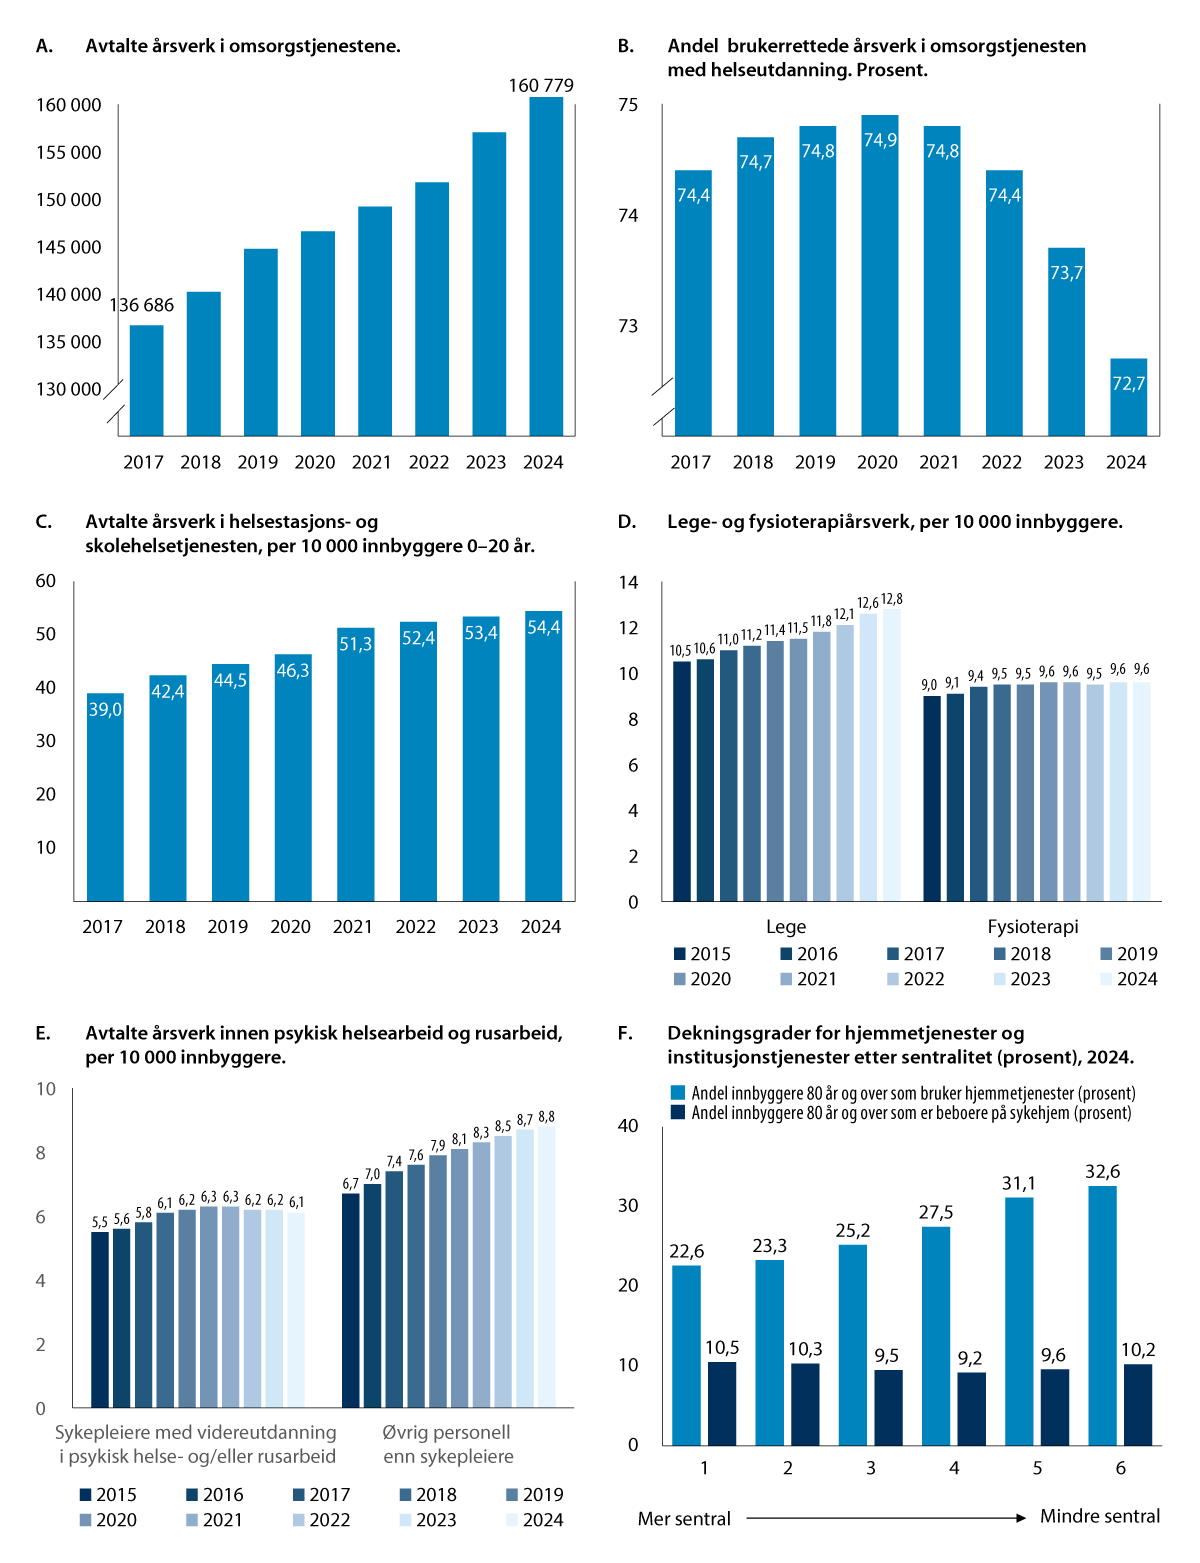 A. Avtalte årsverk i omsorgstjenestene.
160 779
160 000
155 000
150 000
145 000
140 000
136 686
135 000
130 000
2017 2018 2019 2020 2021 2022 2023 2024
B. Andel brukerrettede årsverk i omsorgstjenesten
med helseutdanning. Prosent.
75
74
73
74,4 74,7 74,8 74,9 74,8 74,4 73,7 72,7
2017 2018 2019 2020 2021 2022 2023 2024
C. Avtalte årsverk i helsestasjons- og
skolehelsetjenesten, per 10 000 innbyggere 0–20 år.
60
50
40
30
20
10
39,0 42,4 44,5 46,3 51,3 52,4 53,4 54,4
2017 2018 2019 2020 2021 2022 2023 2024
D. Lege- og fysioterapiårsverk, per 10 000 innbyggere.
14
12
10
8
6
4
2
0
10,5 10,6 11,0 11,2 11,4 11,5 11,8 12,1 12,6 12,8
9,0 9,1 9,4 9,5 9,5 9,6 9,6 9,5 9,6 9,6
Lege Fysioterapi
2015 2016 2017 2018 2019
2020 2021 2022 2023 2024
E. Avtalte årsverk innen psykisk helsearbeid og rusarbeid,
per 10 000 innbyggere.
10
8
6
4
2
0
5,5 5,6 5,8 6,1 6,2 6,3 6,3 6,2 6,2 6,1
6,7 7,0 7,4 7,6 7,9 8,1 8,3 8,5 8,7 8,8
Sykepleiere med videreutdanning
i psykisk helse- og/eller rusarbeid
Øvrig personell
enn sykepleiere
2015 2016 2017 2018 2019
2020 2021 2022 2023 2024
F. Dekningsgrader for hjemmetjenester og
institusjonstjenester etter sentralitet (prosent), 2024.
Andel innbyggere 80 år og over som bruker hjemmetjenester (prosent)
Andel innbyggere 80 år og over som er beboere på sykehjem (prosent)
40
30
20
10
0
22,6 23,3 25,2 27,5 31,1 32,6
10,5 10,3 9,5 9,2 9,6 10,2
1 2 3 4 5 6
Mer sentral Mindre sentral